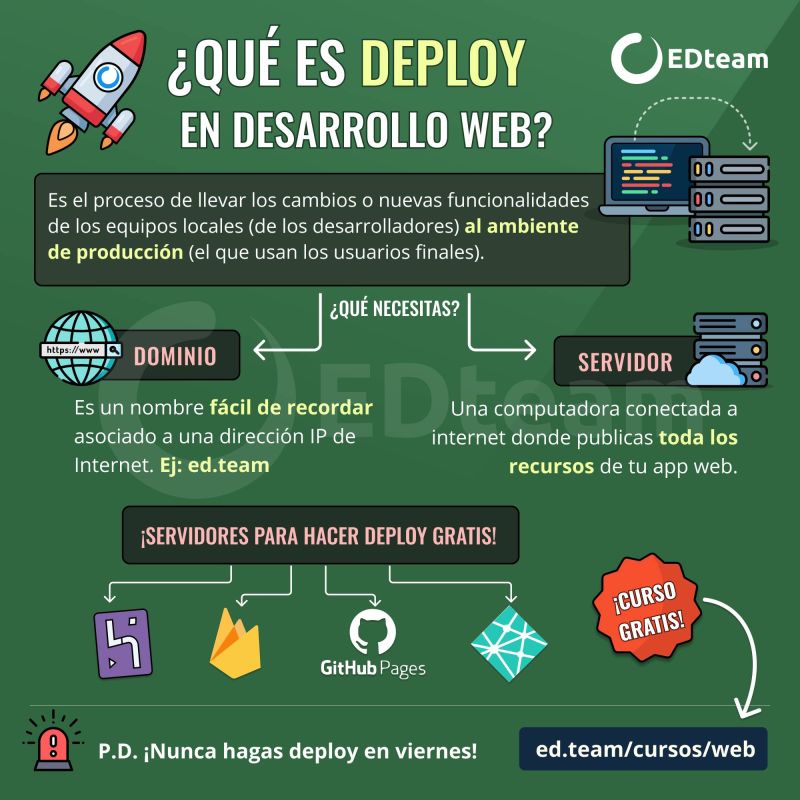 ¿QUÉ ES DEPLOY
EN DESARROLLO WEB?
EDteam
Es el proceso de llevar los cambios o nuevas funcionalidades
de los equipos locales (de los desarrolladores) al ambiente
de producción (el que usan los usuarios finales).
¿QUÉ NECESITAS?
https://www
DOMINIO
Es un nombre fácil de recordar
asociado a una dirección IP de
Internet. Ej: ed.team
SERVIDOR
Una computadora conectada a
internet donde publicas toda los
recursos de tu app web.
EDteam
¡SERVIDORES PARA HACER DEPLOY GRATIS!
GitHub Pages
¡CURSO
GRATIS!
P.D. ¡Nunca hagas deploy en viernes!
ed.team/cursos/web